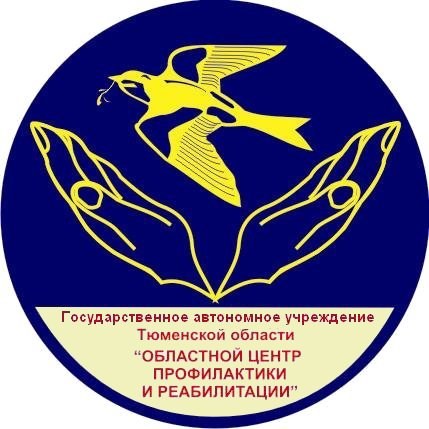 Государственное автономное учреждение
Тюменской области
“ОБЛАСТНОЙ ЦЕНТР
ПРОФИЛАКТИКИ
И РЕАБИЛИТАЦИИ”